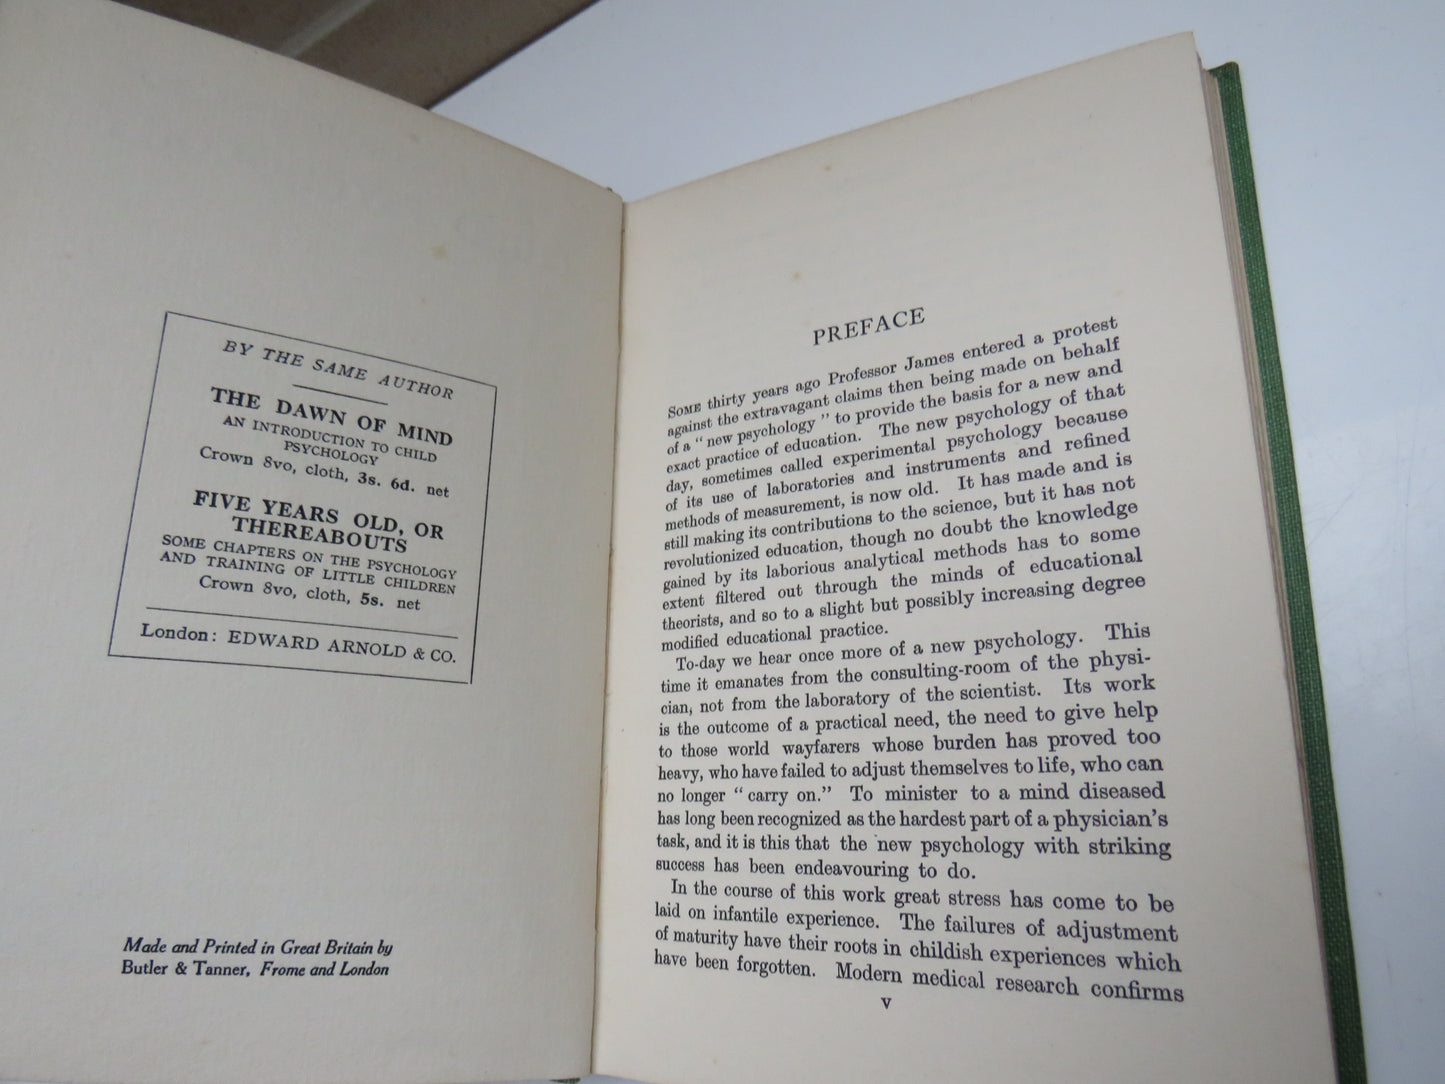 BY THE SAME AUTHOR
THE DAWN OF MIND
AN INTRODUCTION TO CHILD
PSYCHOLOGY
Crown 8vo, cloth, 3s. 6d. net
FIVE YEARS OLD, OR
THEREABOUTS
SOME CHAPTERS ON THE PSYCHOLOGY
AND TRAINING OF LITTLE CHILDREN
Crown 8vo, cloth, 5s. net
London: EDWARD ARNOLD & CO.
Made and Printed in Great Britain by
Butler & Tanner, Frome and London
PREFACE
SOME thirty years ago Professor James entered a protest
against the extravagant claims then being made on behalf
of a "new psychology" to provide the basis for a new and
exact practice of education. The new psychology of that
day, sometimes called experimental psychology because
of its use of laboratories and instruments and refined
methods of measurement, is now old. It has made and is
still making its contributions to the science, but it has not
revolutionized education, though no doubt the knowledge
gained by its laborious analytical methods has to some
extent filtered out through the minds of educational
theorists, and so to a slight but possibly increasing degree
modified educational practice.
To-day we hear once more of a new psychology. This
time it emanates from the consulting-room of the physi-
cian, not from the laboratory of the scientist. Its work
is the outcome of a practical need, the need to give help
to those world wayfarers whose burden has proved too
heavy, who have failed to adjust themselves to life, who can
no longer "carry on." To minister to a mind diseased
has long been recognized as the hardest part of a physician's
task, and it is this that the new psychology with striking
success has been endeavouring to do.
In the course of this work great stress has come to be
laid on infantile experience. The failures of adjustment
of maturity have their roots in childish experiences which
have been forgotten. Modern medical research confirms
v